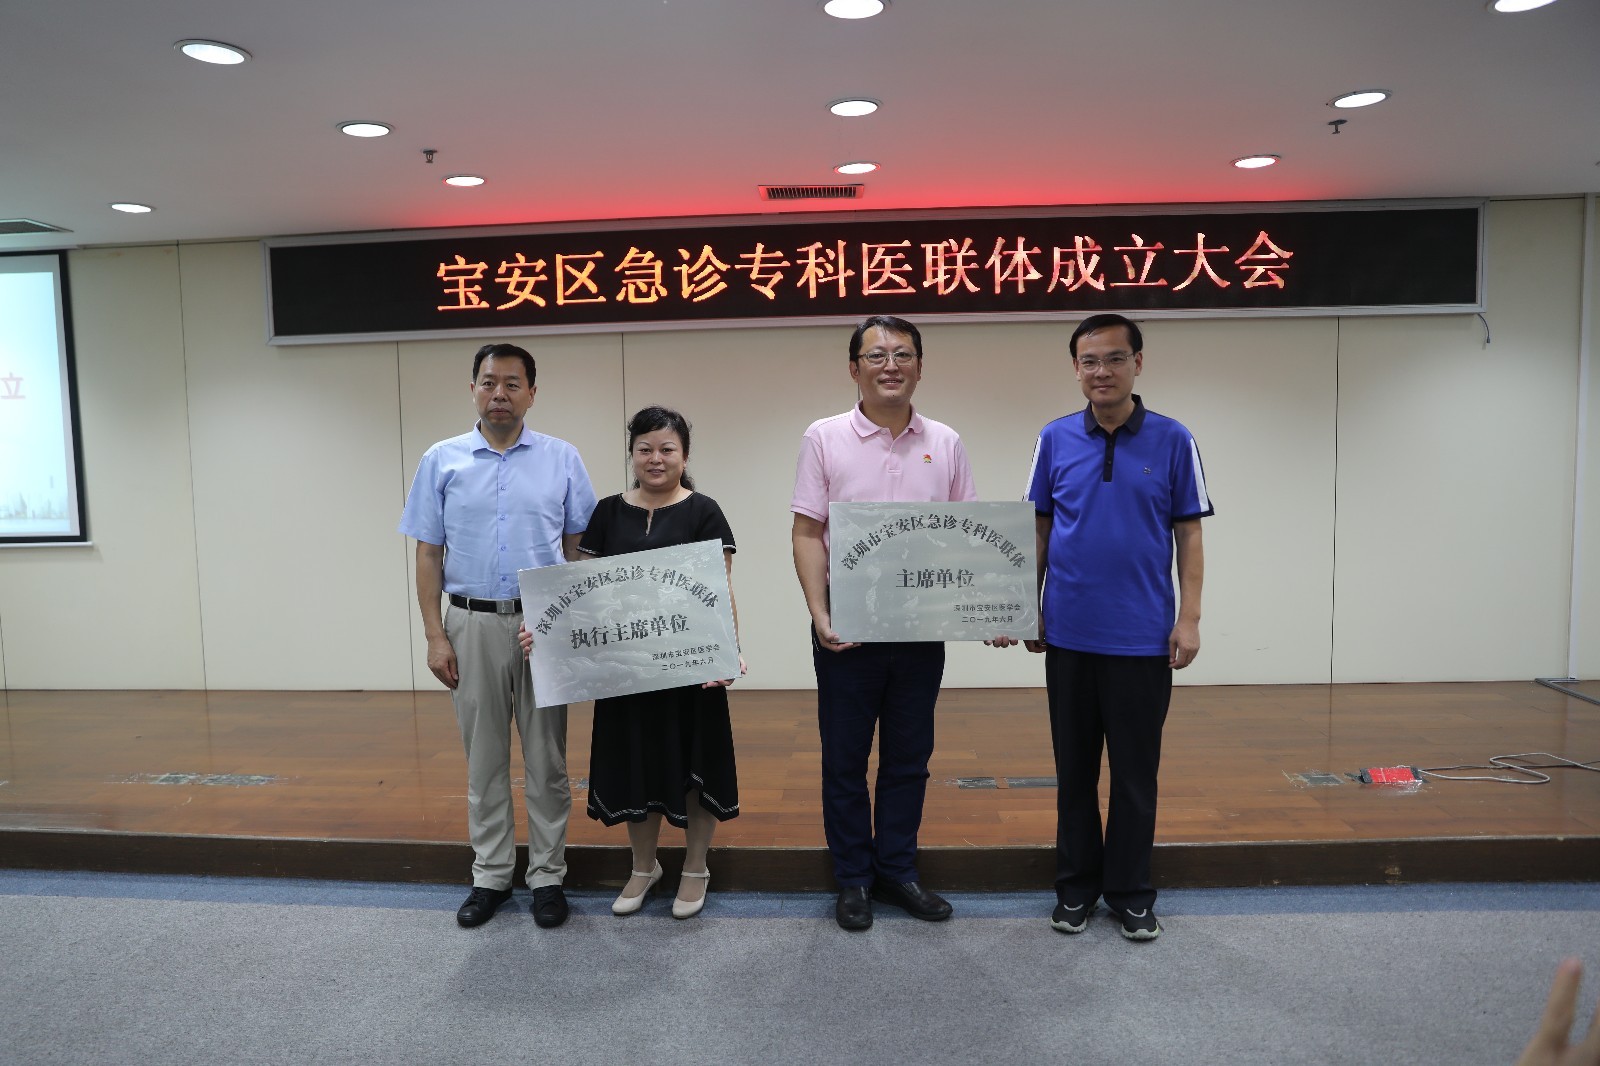 宝安区急诊专科医联体成立大会
立
深圳市宝安区急诊专科医联体
执行主席单位
深圳市宝安区医学会
二〇一九年六月
深圳市宝安区急诊专科医联体
主席单位
深圳市宝安区医学会
二〇一九年六月